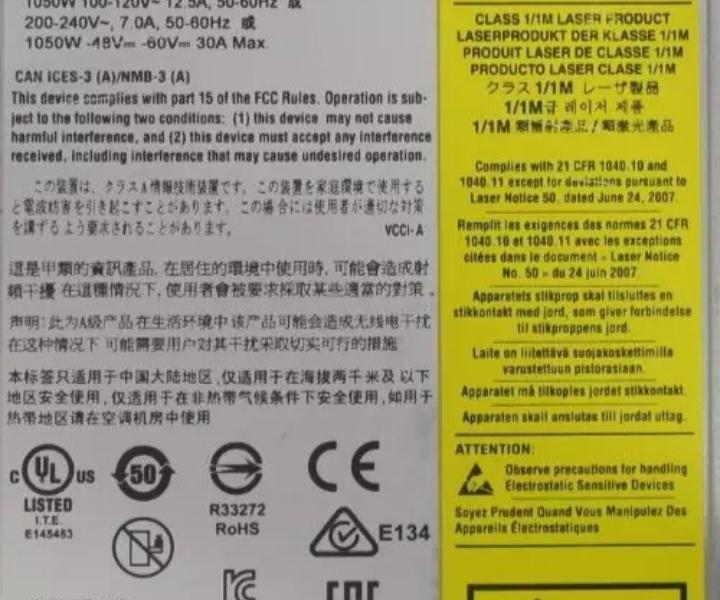 1050W 100-120V~ 12.5A, 50-60Hz 或
200-240V~, 7.0A, 50-60Hz 或
1050W -48V⎓ -60V⎓ 30A Max.
CAN ICES-3 (A)/NMB-3 (A)
This device complies with part 15 of the FCC Rules. Operation is sub-
ject to the following two conditions: (1) this device may not cause
harmful interference, and (2) this device must accept any interference
received, including interference that may cause undesired operation.
この装置は、クラスA情報技術装置です。この装置を家庭環境で使用する
と電波妨害を引き起こすことがあります。この場合には使用者が適切な対策
を講ずるよう要求されることがあります。 VCCI-A
這是甲類的資訊產品, 在居住的環境中使用時, 可能會造成射
頻干擾 在這種情況下, 使用者會被要求採取某些適當的對策。
声明: 此为A级产品 在生活环境中 该产品可能会造成无线电干扰
在这种情况下 可能需要用户对其干扰采取切实可行的措施
本标签只适用于中国大陆地区, 仅适用于在海拔两千米及以下
地区安全使用, 仅适用于在非热带气候条件下安全使用, 如用于
热带地区请在空调机房中使用
C UL US
LISTED
I.T.E.
E145483
50
R33272
RoHS
CE
E134
CLASS 1/1M LASER PRODUCT
LASERPRODUKT DER KLASSE 1/1M
PRODUIT LASER DE CLASSE 1/1M
PRODUCTO LASER CLASE 1/1M
クラス 1/1M レーザ製品
1/1M급 레이저 제품
1/1M 類雷射產品/類激光產品
Complies with 21 CFR 1040.10 and
1040.11 except for deviations pursuant to
Laser Notice 50, dated June 24, 2007.
Remplit les exigences des normes 21 CFR
1040.10 et 1040.11 avec les exceptions
citées dans le document « Laser Notice
No. 50 » du 24 juin 2007
Apparatets stikprop skal tilsluttes en
stikkontakt med jord, som giver forbindelse
til stikproppens jord.
Laite on liitettävä suojakoskettimilla
varustettuun pistorasiaan.
Apparatet må tilkoples jordet stikkontakt.
Apparaten skall anslutas till jordat uttag.
ATTENTION:
Observe precautions for handling
Electrostatic Sensitive Devices
Soyez Prudent Quand Vous Manipulez Des
Appareils Électrostatiques